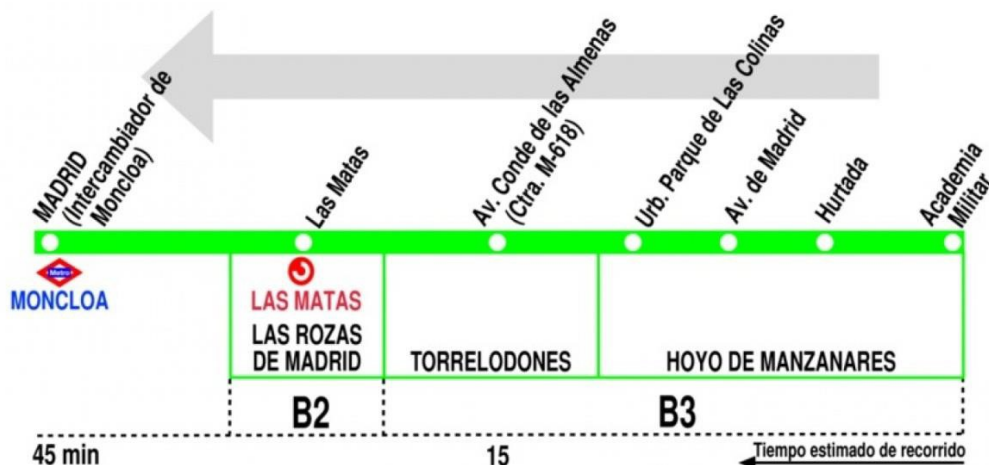 MADRID
(Intercambiador de
Moncloa)
Las Matas
Av. Conde de las Almenas
(Ctra. M-618)
Urb. Parque de Las Colinas
Av. de Madrid
Hurtada
Academia
Militar
Metro
MONCLOA
LAS MATAS
LAS ROZAS
DE MADRID
TORRELODONES
HOYO DE MANZANARES
B2
B3
45 min
15
Tiempo estimado de recorrido